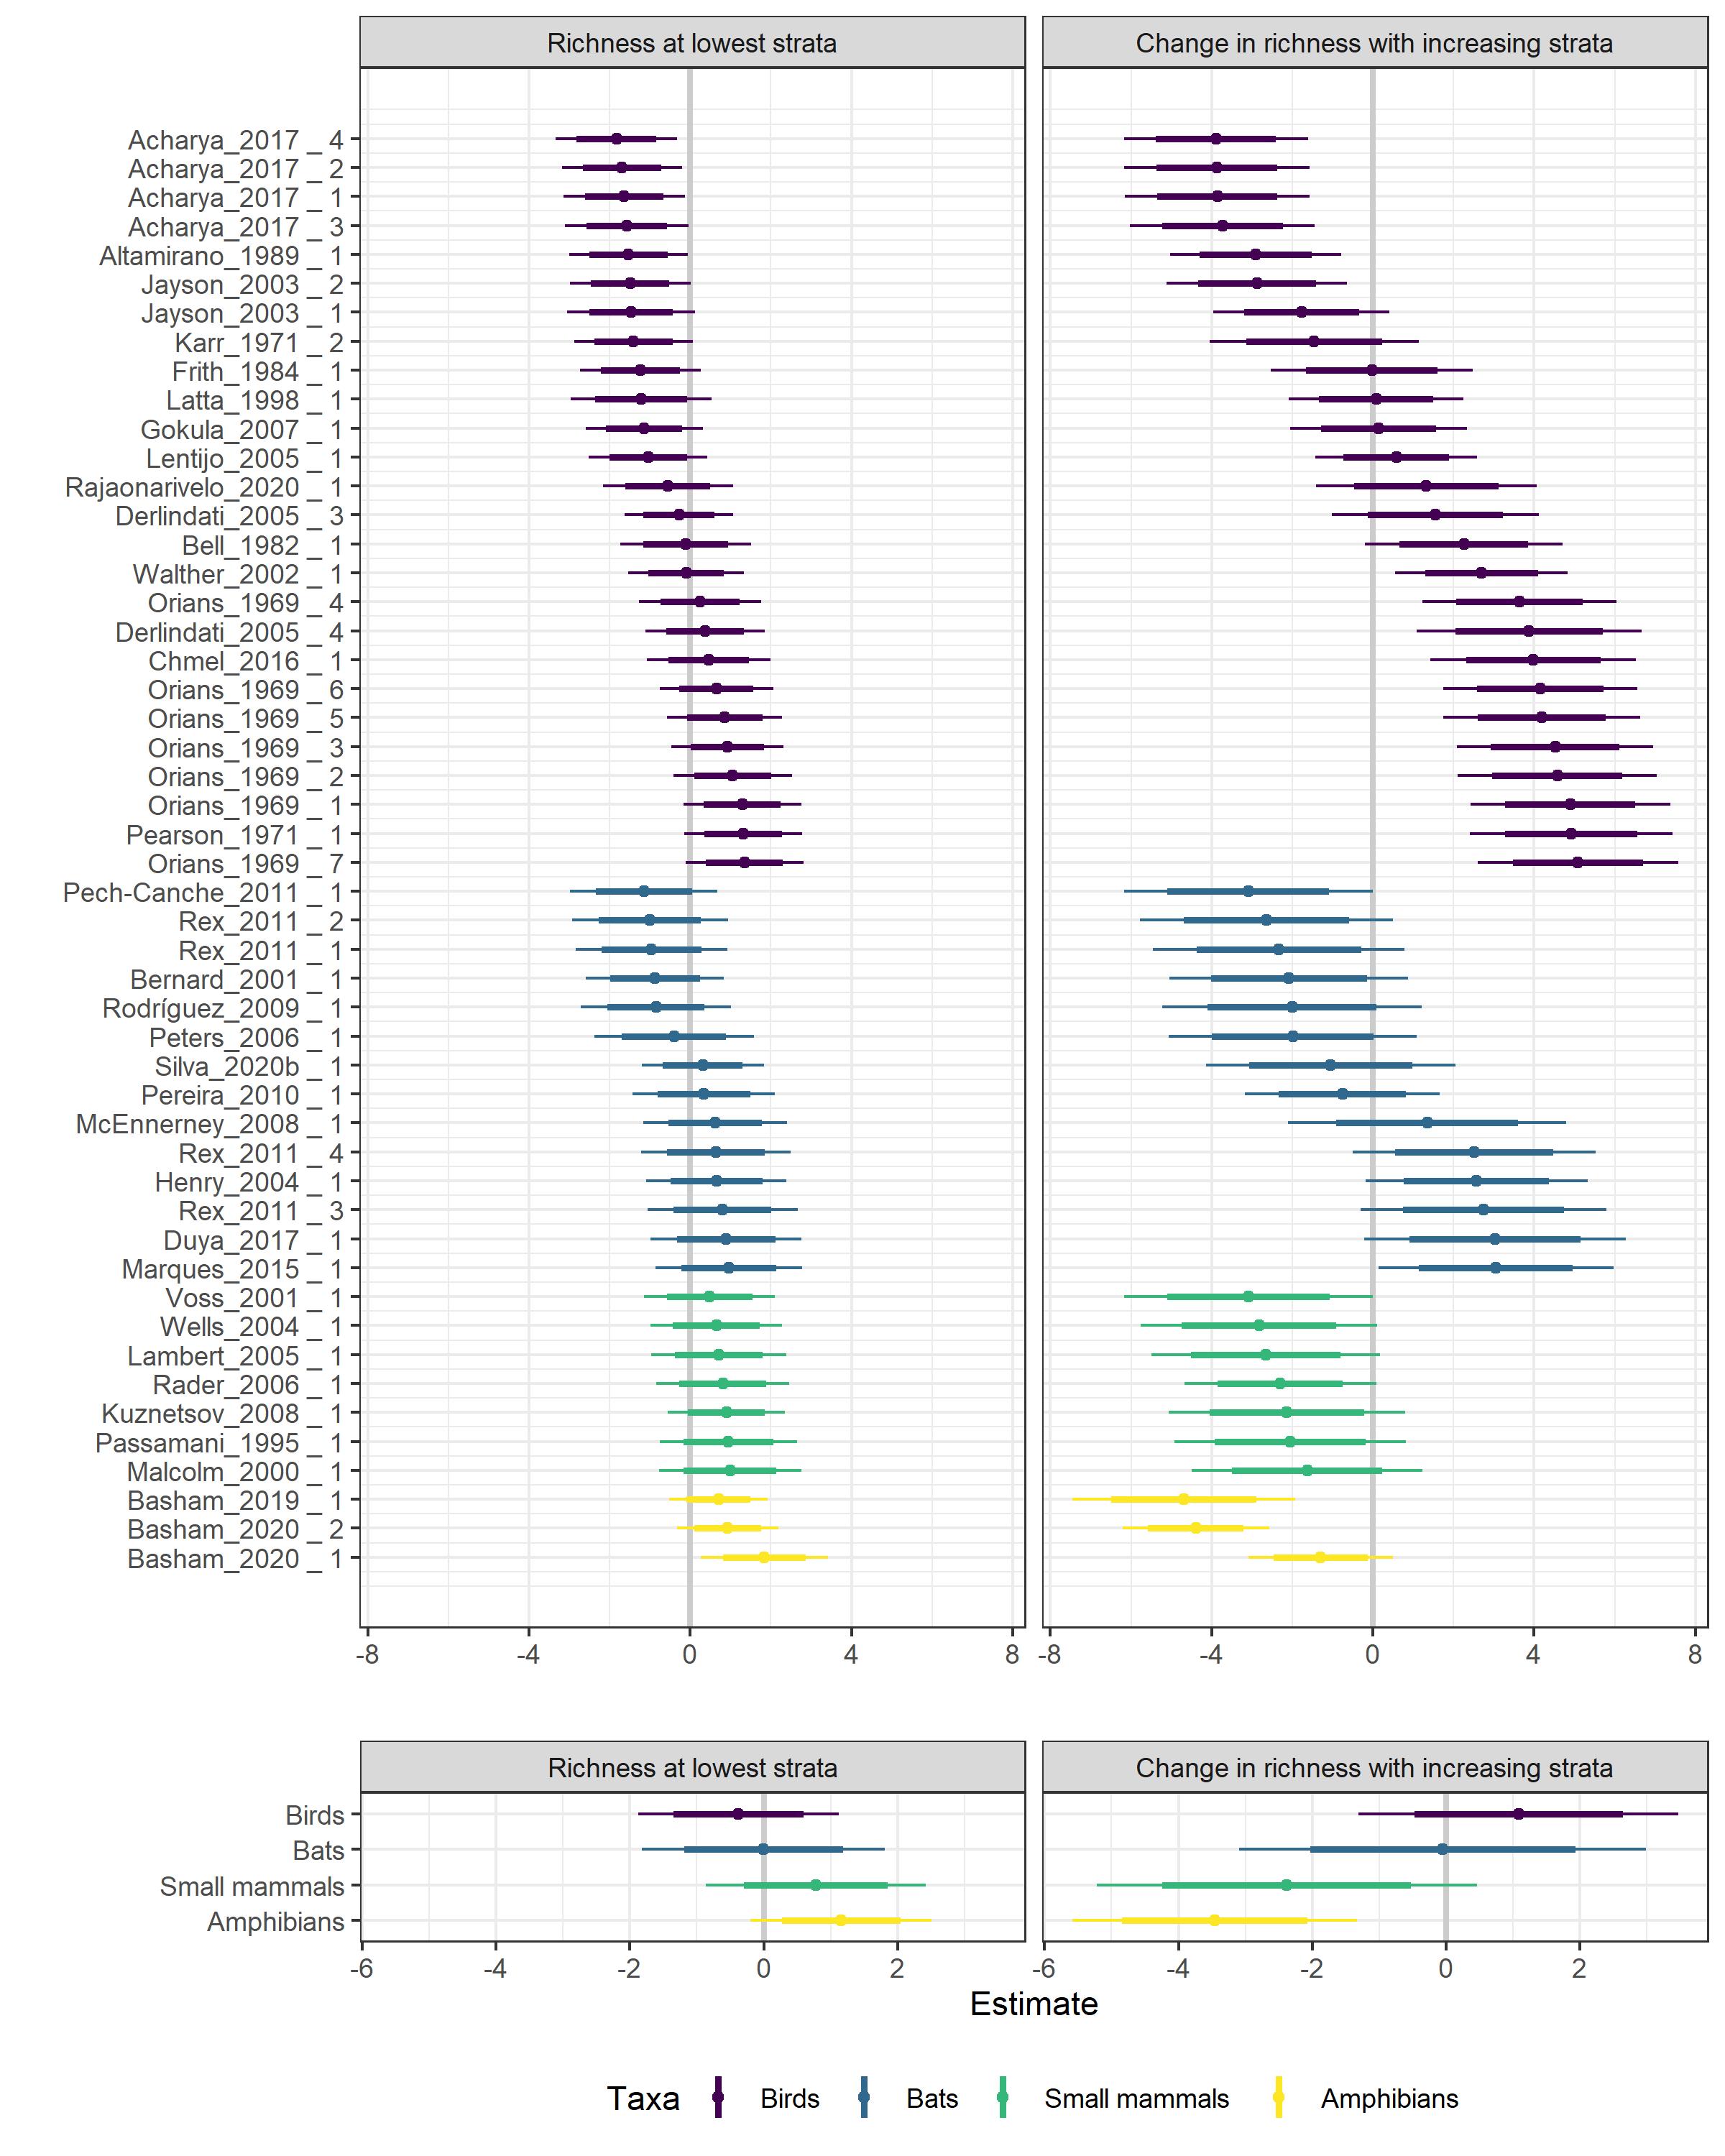 Richness at lowest strata Change in richness with increasing strata
Acharya_2017 _ 4
Acharya_2017 _ 2
Acharya_2017 _ 1
Acharya_2017 _ 3
Altamirano_1989 _ 1
Jayson_2003 _ 2
Jayson_2003 _ 1
Karr_1971 _ 2
Frith_1984 _ 1
Latta_1998 _ 1
Gokula_2007 _ 1
Lentijo_2005 _ 1
Rajaonarivelo_2020 _ 1
Derlindati_2005 _ 3
Bell_1982 _ 1
Walther_2002 _ 1
Orians_1969 _ 4
Derlindati_2005 _ 4
Chmel_2016 _ 1
Orians_1969 _ 6
Orians_1969 _ 5
Orians_1969 _ 3
Orians_1969 _ 2
Orians_1969 _ 1
Pearson_1971 _ 1
Orians_1969 _ 7
Pech-Canche_2011 _ 1
Rex_2011 _ 2
Rex_2011 _ 1
Bernard_2001 _ 1
Rodríguez_2009 _ 1
Peters_2006 _ 1
Silva_2020b _ 1
Pereira_2010 _ 1
McEnnerney_2008 _ 1
Rex_2011 _ 4
Henry_2004 _ 1
Rex_2011 _ 3
Duya_2017 _ 1
Marques_2015 _ 1
Voss_2001 _ 1
Wells_2004 _ 1
Lambert_2005 _ 1
Rader_2006 _ 1
Kuznetsov_2008 _ 1
Passamani_1995 _ 1
Malcolm_2000 _ 1
Basham_2019 _ 1
Basham_2020 _ 2
Basham_2020 _ 1
-8 -4 0 4 8 -8 -4 0 4 8
Richness at lowest strata Change in richness with increasing strata
Birds
Bats
Small mammals
Amphibians
-6 -4 -2 0 2 -6 -4 -2 0 2
Estimate
Taxa Birds Bats Small mammals Amphibians